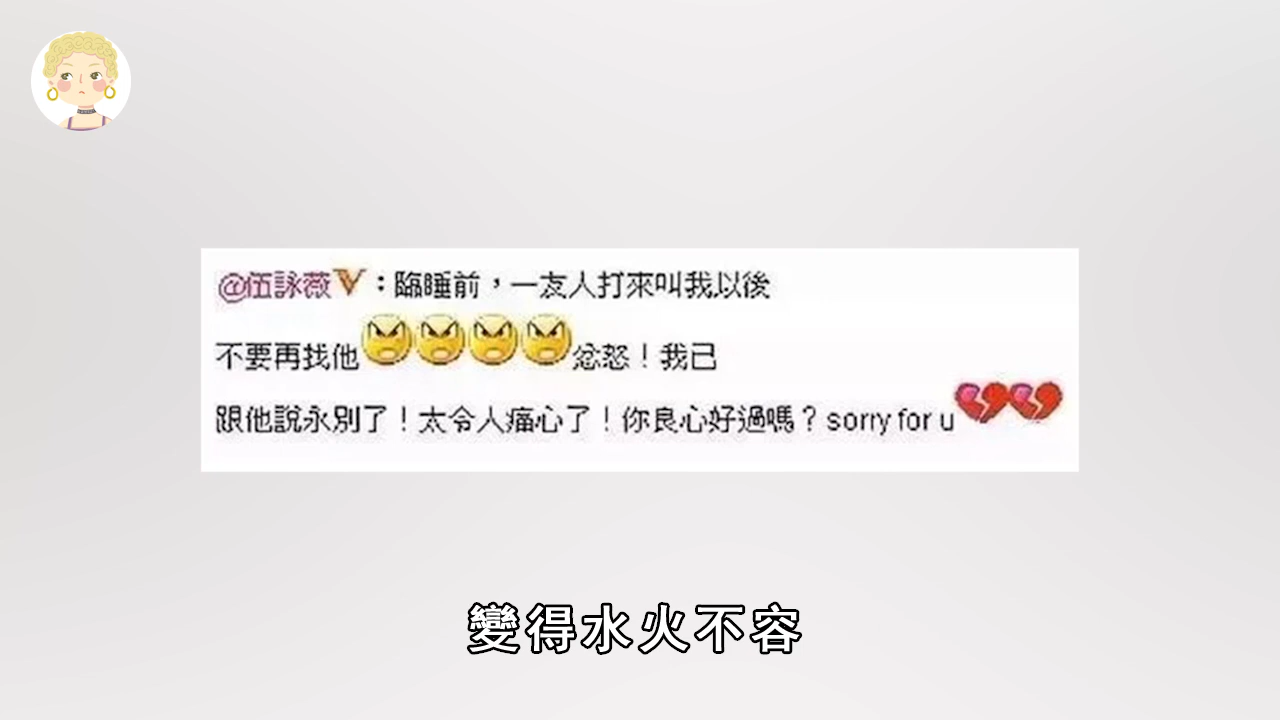 @伍詠薇V：臨睡前，一友人打來叫我以後
不要再找他忿怒！我已
跟他說永別了！太令人痛心了！你良心好過嗎？sorry for u
變得水火不容